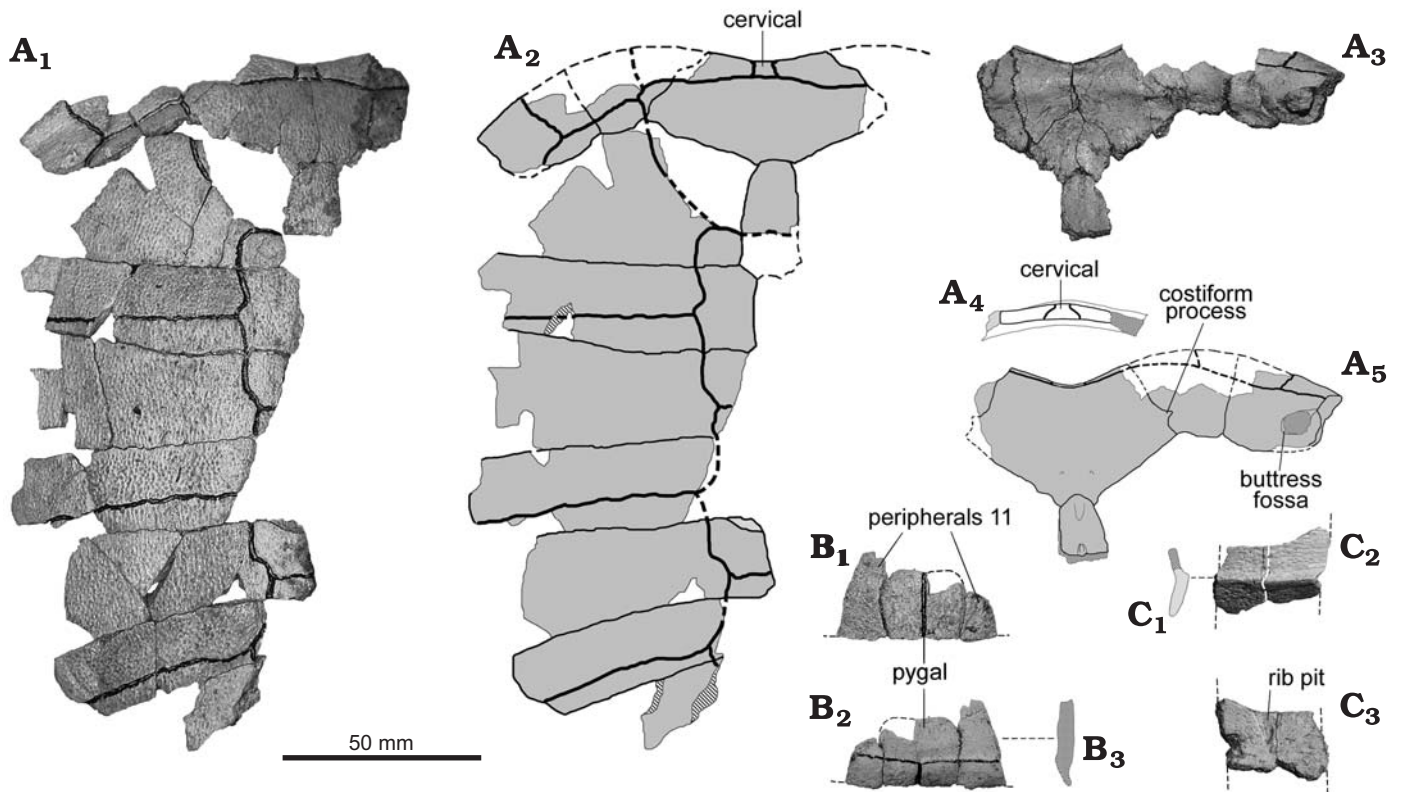 A1
A2
cervical
A3
A4
cervical
costiform
process
A5
buttress
fossa
B1
peripherals 11
C2
C1
pygal
B2
B3
rib pit
C3
50 mm